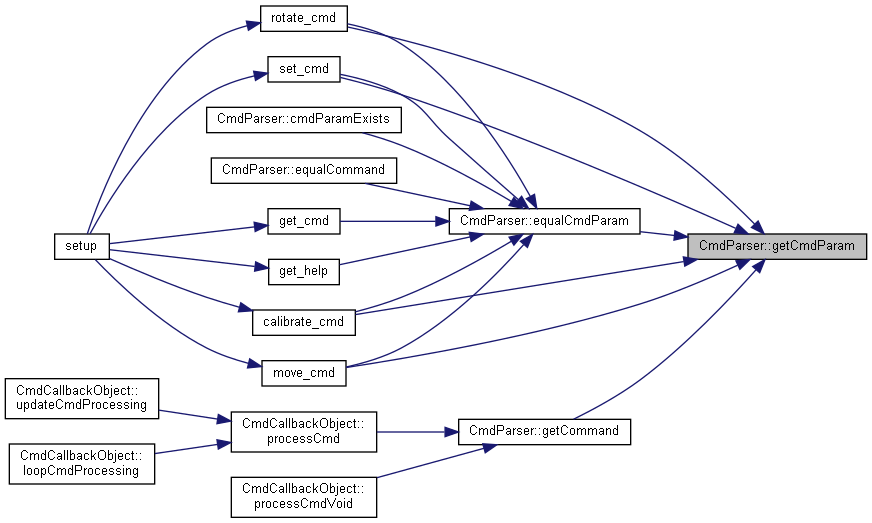 rotate_cmd
set_cmd
CmdParser::cmdParamExists
CmdParser::equalCommand
get_cmd
CmdParser::equalCmdParam
setup
CmdParser::getCmdParam
get_help
calibrate_cmd
move_cmd
CmdCallbackObject::
updateCmdProcessing
CmdCallbackObject::
processCmd
CmdParser::getCommand
CmdCallbackObject::
loopCmdProcessing
CmdCallbackObject::
processCmdVoid